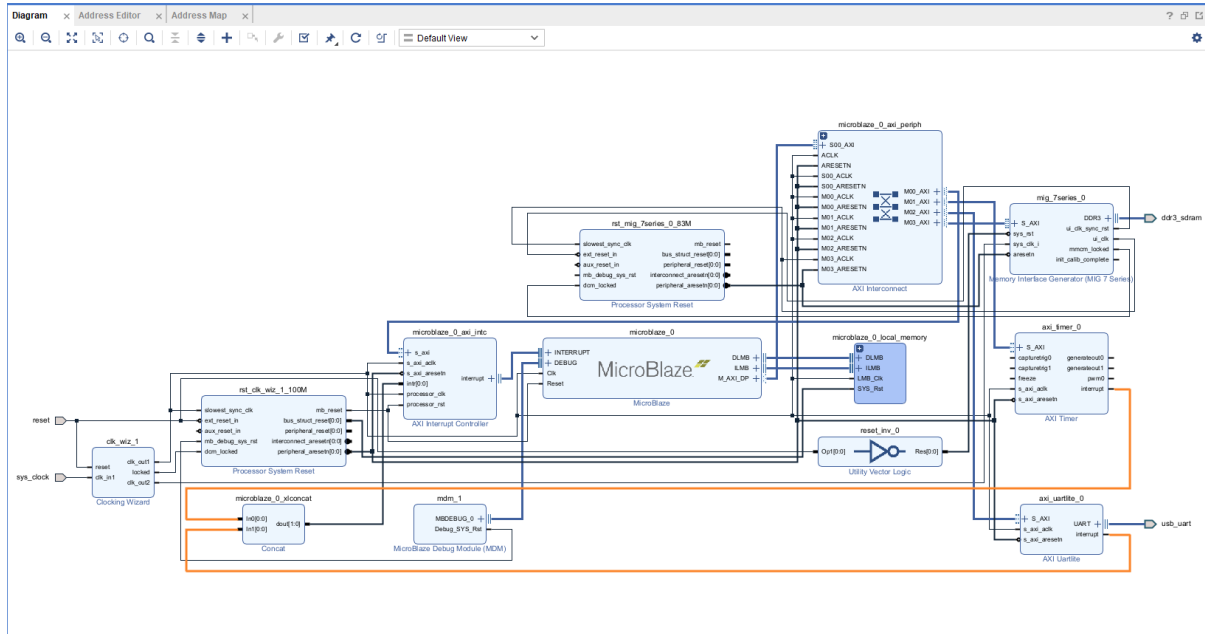 Diagram
Address Editor
Address Map
Default View
microblaze_0_axi_periph
S00_AXI
ACLK
ARESETN
S00_ACLK
S00_ARESETN
M00_ACLK
M00_ARESETN
M01_ACLK
M01_ARESETN
M02_ACLK
M02_ARESETN
M03_ACLK
M03_ARESETN
M00_AXI
M01_AXI
M02_AXI
M03_AXI
AXI Interconnect
mig_7series_0
S_AXI
sys_rst
sys_clk_i
aresetn
DDR3
ui_clk_sync_rst
ui_clk
mmcm_locked
init_calib_complete
Memory Interface Generator (MIG 7 Series)
ddr3_sdram
rst_mig_7series_0_83M
slowest_sync_clk
ext_reset_in
aux_reset_in
mb_debug_sys_rst
dcm_locked
mb_reset
bus_struct_reset[0:0]
peripheral_reset[0:0]
interconnect_aresetn[0:0]
peripheral_aresetn[0:0]
Processor System Reset
microblaze_0_axi_intc
s_axi
s_axi_aclk
s_axi_aresetn
intr[0:0]
processor_clk
processor_rst
interrupt
AXI Interrupt Controller
microblaze_0
INTERRUPT
DEBUG
Clk
Reset
MicroBlaze
DLMB
ILMB
M_AXI_DP
MicroBlaze
microblaze_0_local_memory
DLMB
ILMB
LMB_Clk
SYS_Rst
axi_timer_0
S_AXI
capturetrig0
capturetrig1
freeze
s_axi_aclk
s_axi_aresetn
generateout0
generateout1
pwm0
interrupt
AXI Timer
rst_clk_wiz_1_100M
slowest_sync_clk
ext_reset_in
aux_reset_in
mb_debug_sys_rst
dcm_locked
mb_reset
bus_struct_reset[0:0]
peripheral_reset[0:0]
interconnect_aresetn[0:0]
peripheral_aresetn[0:0]
Processor System Reset
reset
sys_clock
clk_wiz_1
reset
clk_in1
clk_out1
locked
clk_out2
Clocking Wizard
reset_inv_0
Op1[0:0]
Res[0:0]
Utility Vector Logic
microblaze_0_xlconcat
In0[0:0]
In1[0:0]
dout[1:0]
Concat
mdm_1
MBDEBUG_0
Debug_SYS_Rst
MicroBlaze Debug Module (MDM)
axi_uartlite_0
S_AXI
s_axi_aclk
s_axi_aresetn
UART
interrupt
AXI Uartlite
usb_uart